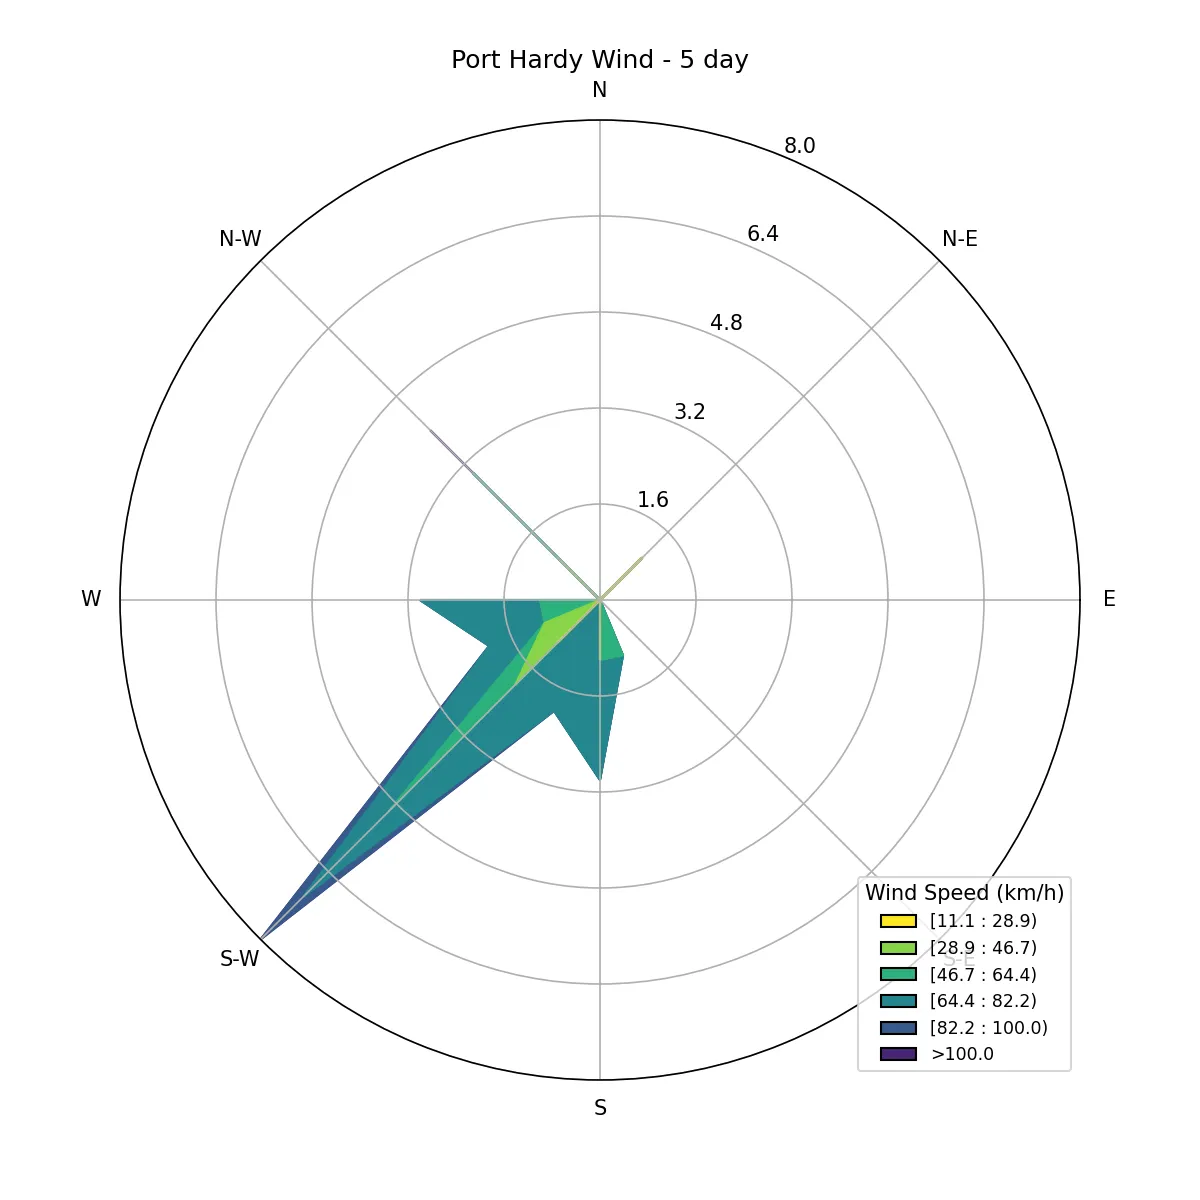 Port Hardy Wind - 5 day
N
8.0
N-W
N-E
6.4
4.8
3.2
1.6
W
E
S-W
S-E
S
Wind Speed (km/h)
[11.1 : 28.9)
[28.9 : 46.7)
[46.7 : 64.4)
[64.4 : 82.2)
[82.2 : 100.0)
>100.0